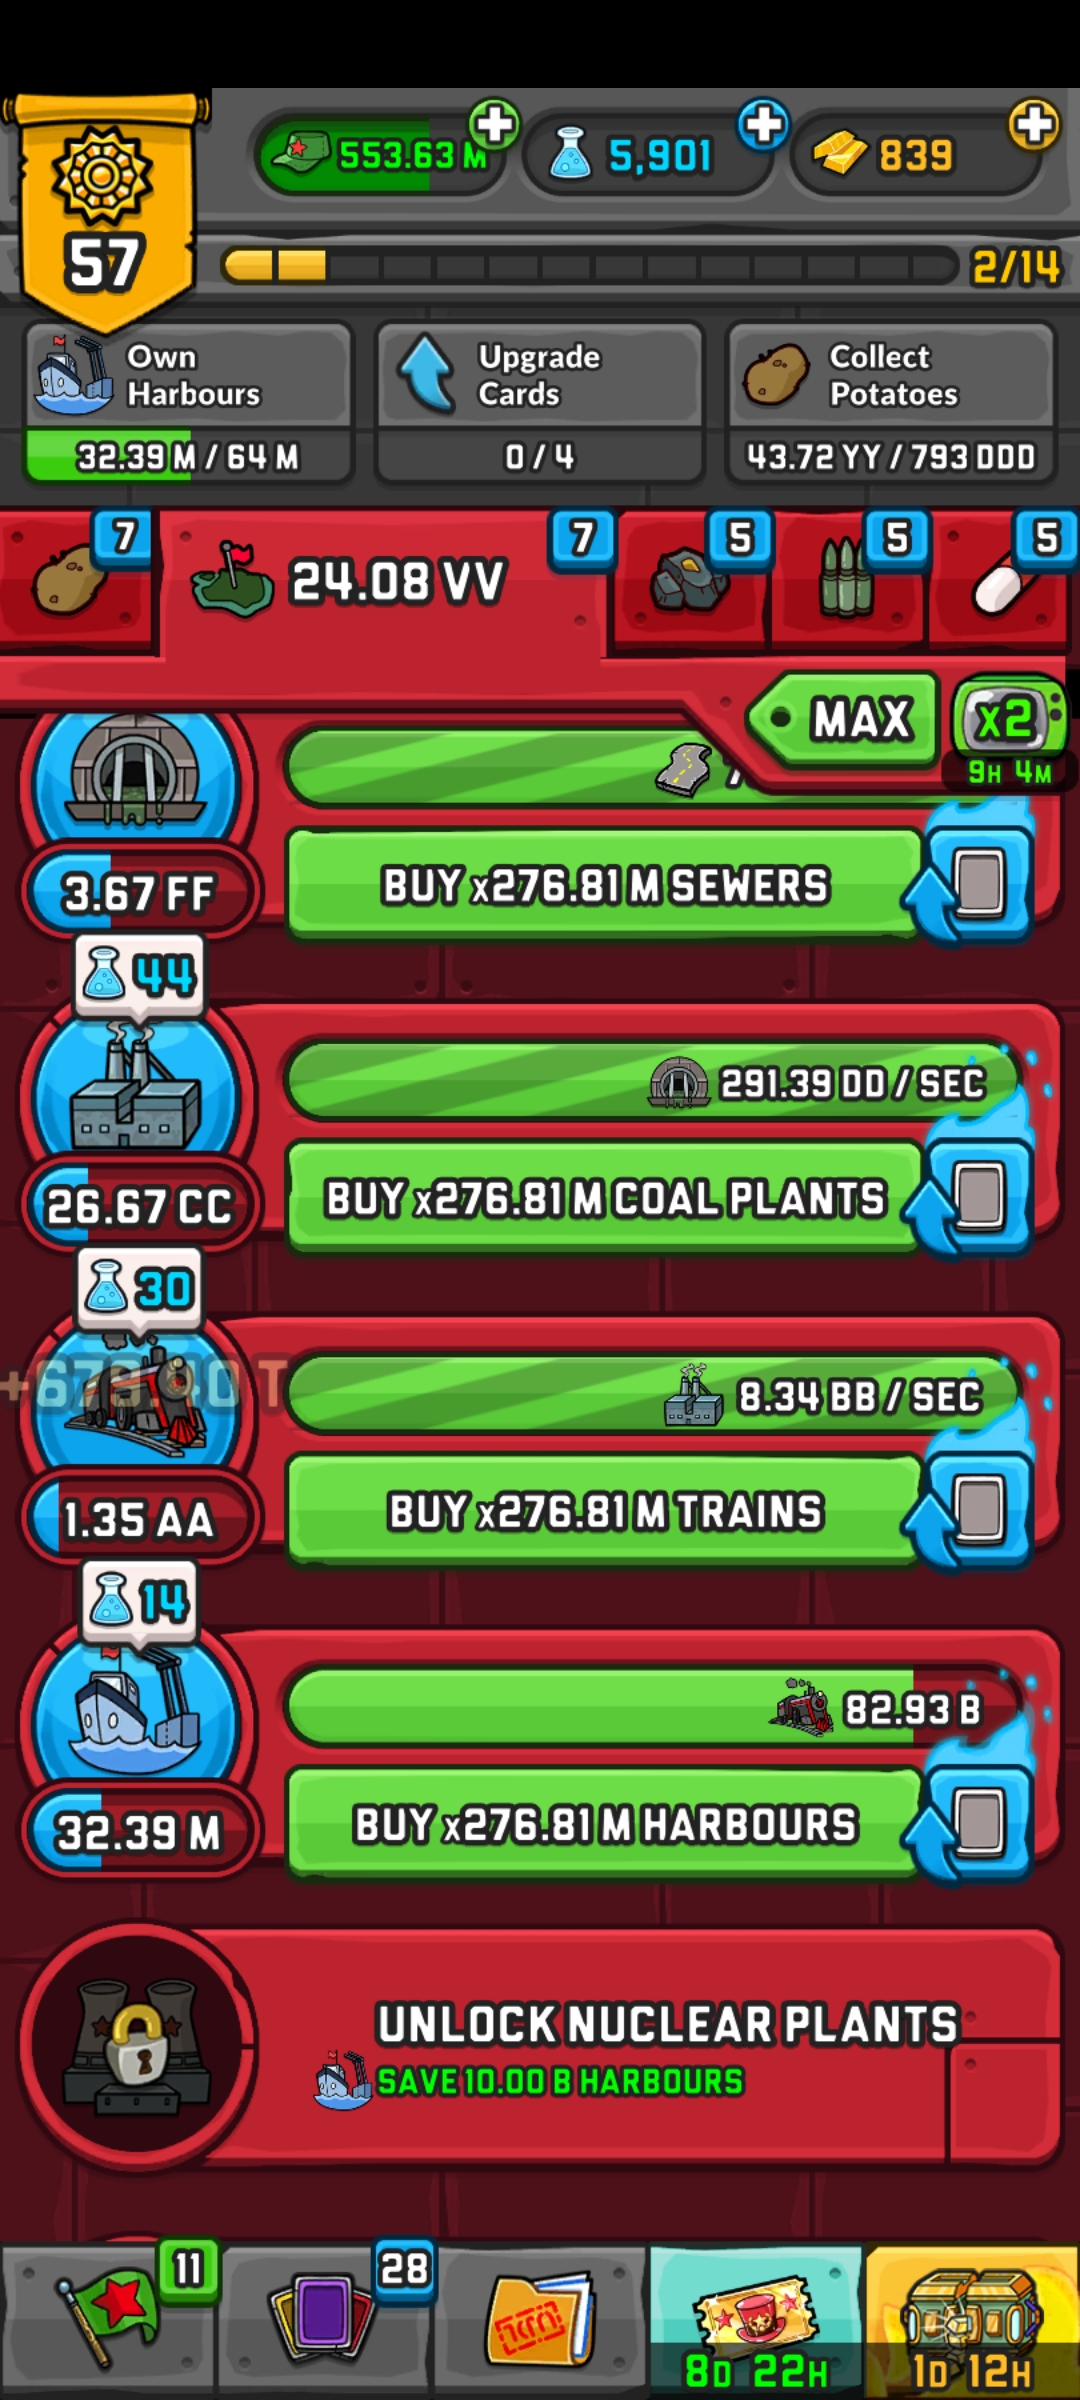 553.63 M
5,901
839
57
2/14
Own
Harbours
32.39 M / 64 M
Upgrade
Cards
0 / 4
Collect
Potatoes
43.72 YY / 793 DDD
7
24.08 VV
7
5
5
5
MAX
x2
9H 4M
3.67 FF
BUY x276.81 M SEWERS
44
291.39 DD / SEC
26.67 CC
BUY x276.81 M COAL PLANTS
30
8.34 BB / SEC
1.35 AA
BUY x276.81 M TRAINS
14
82.93 B
32.39 M
BUY x276.81 M HARBOURS
UNLOCK NUCLEAR PLANTS
SAVE 10.00 B HARBOURS
11
28
8D 22H
1D 12H